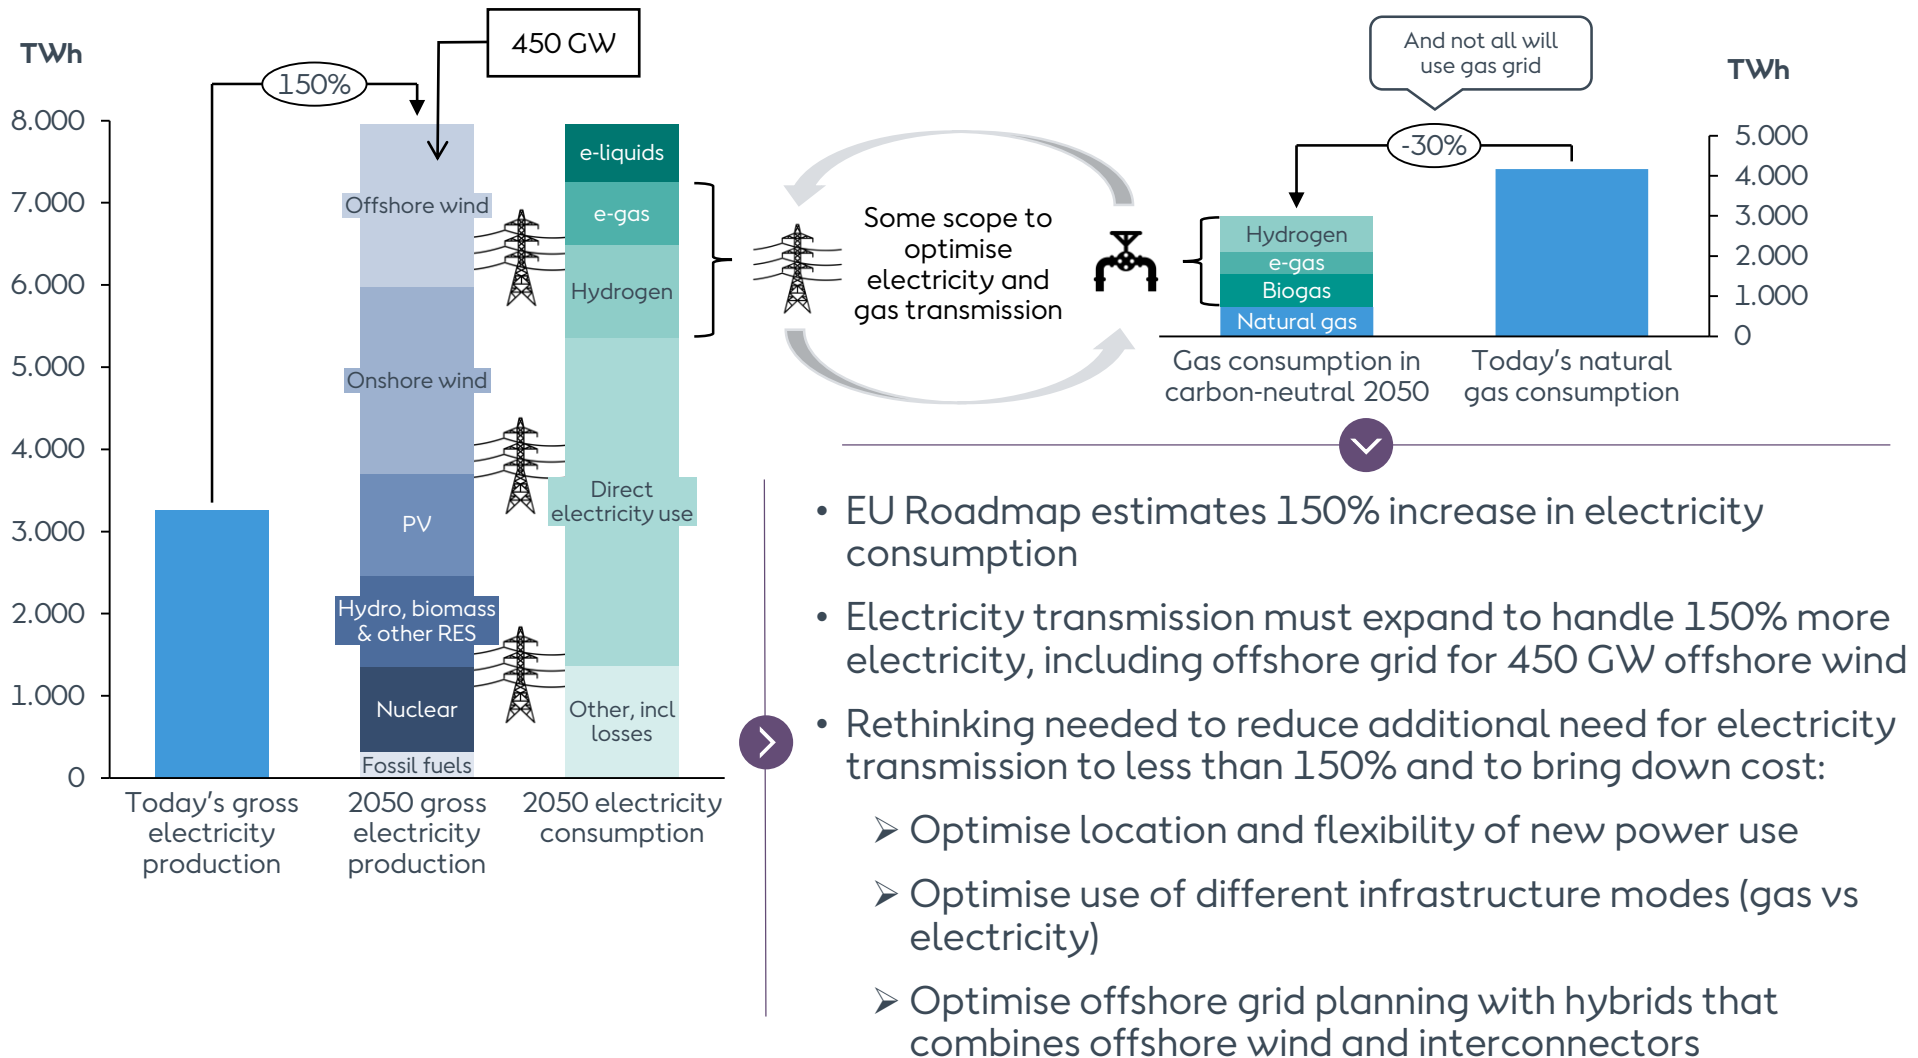 TWh
450 GW
150%
8.000
7.000
6.000
5.000
4.000
3.000
2.000
1.000
0
Offshore wind
Onshore wind
PV
Hydro, biomass
& other RES
Nuclear
Fossil fuels
e-liquids
e-gas
Hydrogen
Direct
electricity use
Other, incl
losses
Today's gross
electricity
production
2050 gross
electricity
production
2050 electricity
consumption
Some scope to
optimise
electricity and
gas transmission
And not all will
use gas grid
TWh
-30%
5.000
4.000
3.000
2.000
1.000
0
Hydrogen
e-gas
Biogas
Natural gas
Gas consumption in
carbon-neutral 2050
Today's natural
gas consumption
• EU Roadmap estimates 150% increase in electricity
consumption
• Electricity transmission must expand to handle 150% more
electricity, including offshore grid for 450 GW offshore wind
• Rethinking needed to reduce additional need for electricity
transmission to less than 150% and to bring down cost:
➢ Optimise location and flexibility of new power use
➢ Optimise use of different infrastructure modes (gas vs
electricity)
➢ Optimise offshore grid planning with hybrids that
combines offshore wind and interconnectors